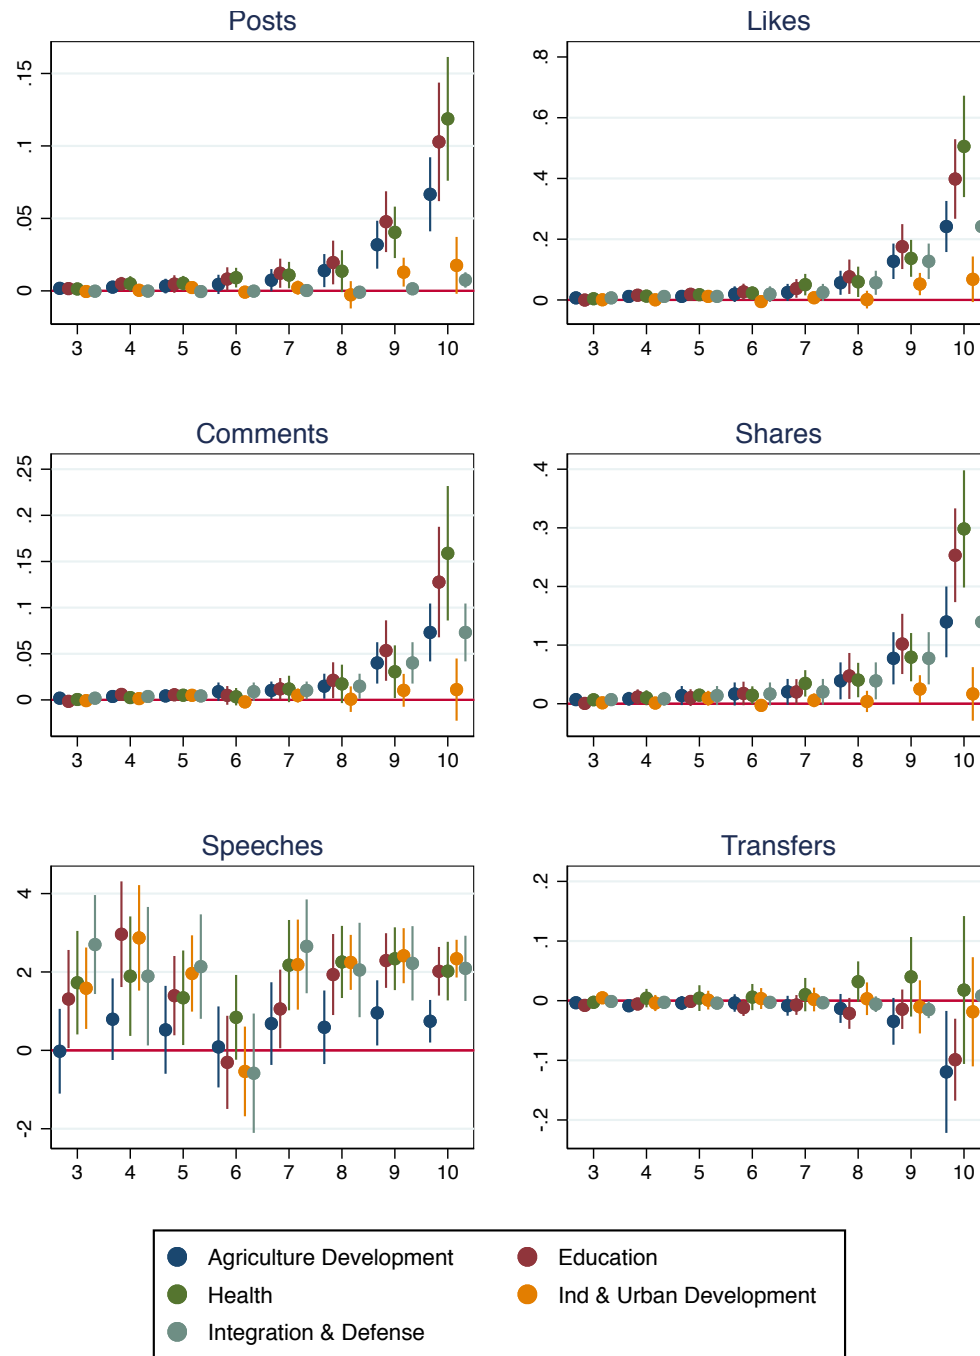 Posts
Likes
.15
.1
.05
0
3 4 5 6 7 8 9 10
.8
.6
.4
.2
0
3 4 5 6 7 8 9 10
Comments
Shares
.25
.2
.15
.1
.05
0
3 4 5 6 7 8 9 10
.4
.3
.2
.1
0
3 4 5 6 7 8 9 10
Speeches
Transfers
4
2
0
-2
3 4 5 6 7 8 9 10
.2
.1
0
-.1
-.2
3 4 5 6 7 8 9 10
Agriculture Development
Education
Health
Ind & Urban Development
Integration & Defense